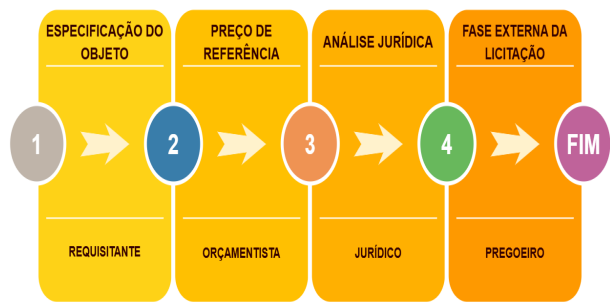 ESPECIFICAÇÃO DO
OBJETO
PREÇO DE
REFERÊNCIA
ANÁLISE JURÍDICA
FASE EXTERNA DA
LICITAÇÃO
1
2
3
4
FIM
REQUISITANTE
ORÇAMENTISTA
JURÍDICO
PREGOEIRO